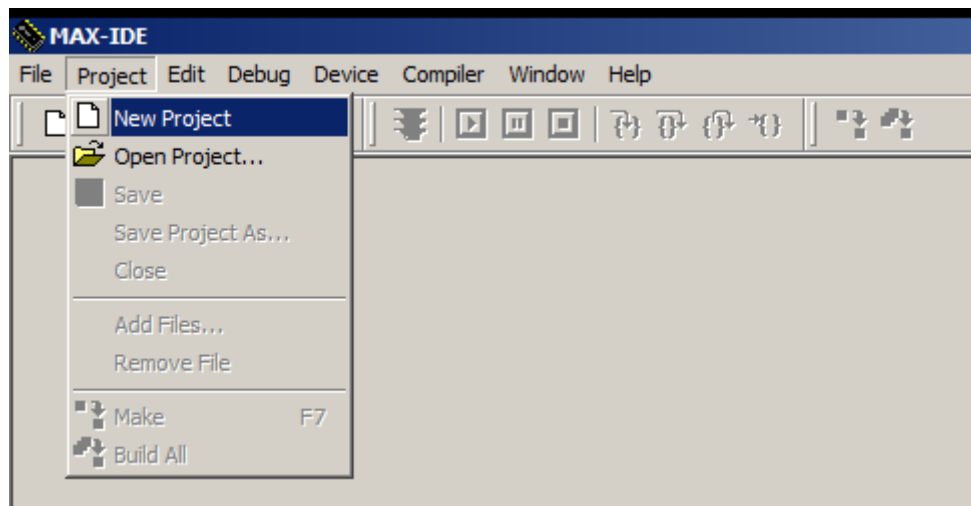 MAX-IDE
File Project Edit Debug Device Compiler Window Help
New Project
Open Project...
Save
Save Project As...
Close
Add Files...
Remove File
Make F7
Build All